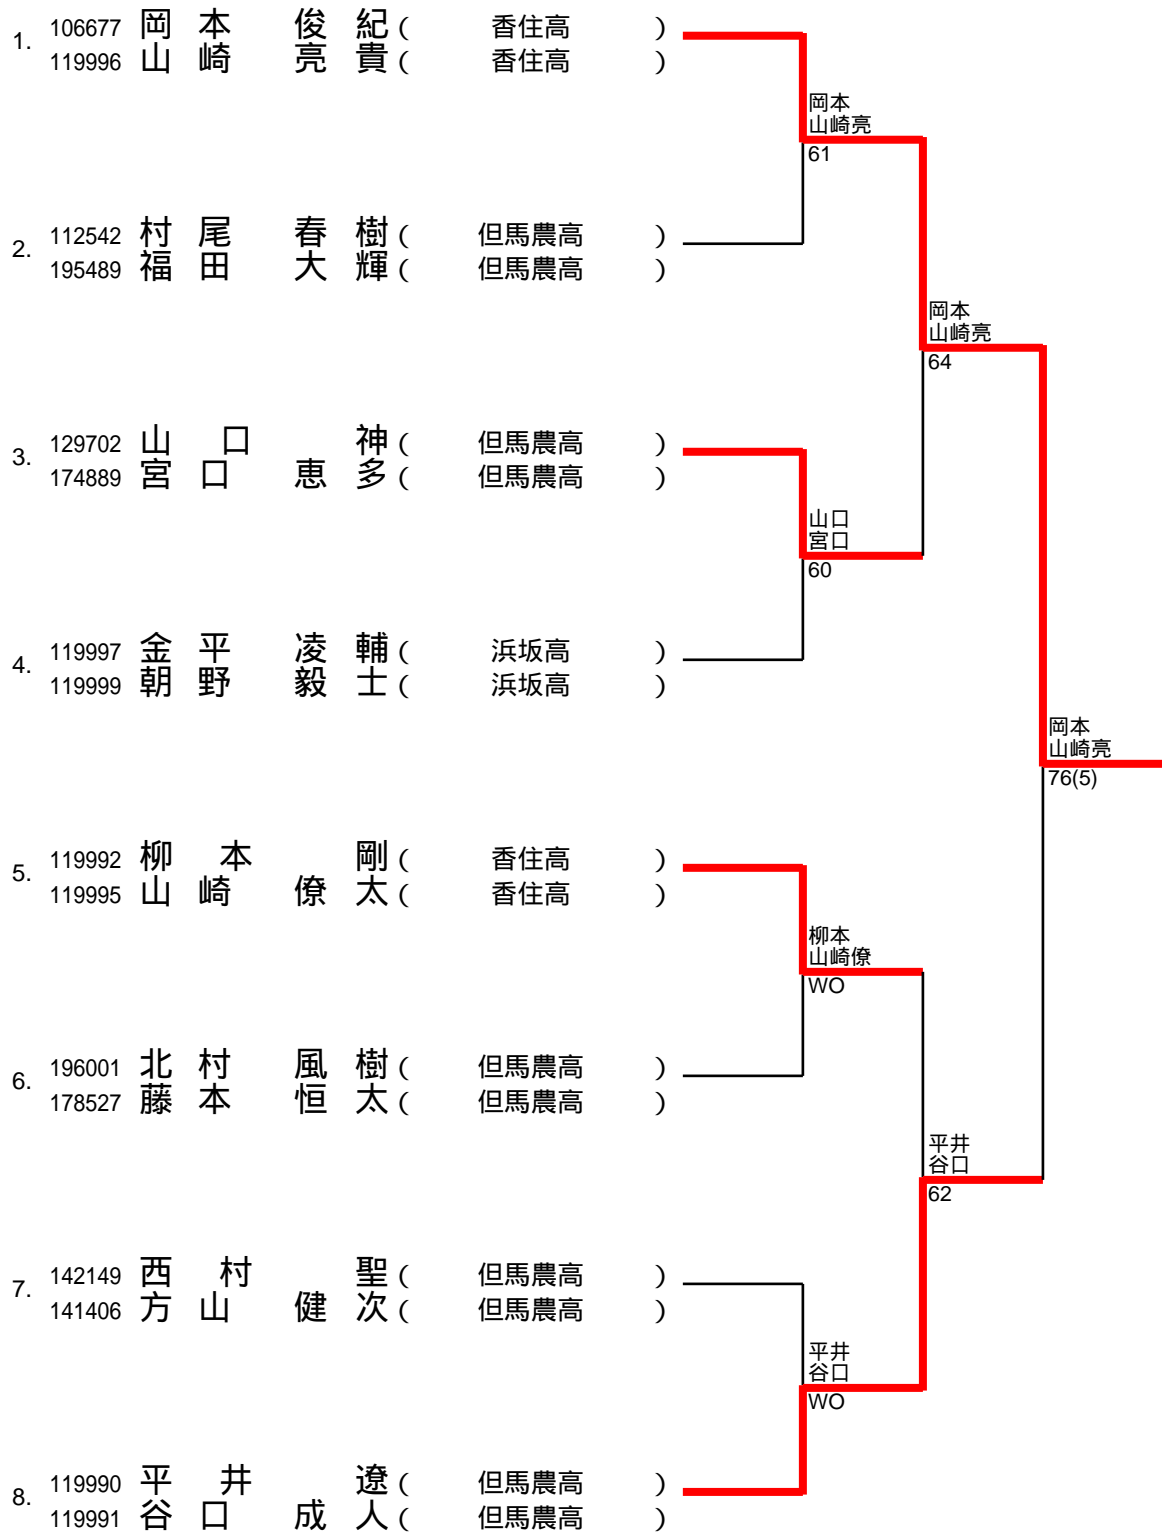 1. 106677 岡本 俊紀 ( 香住高 )
119996 山崎 亮貴 ( 香住高 )
岡本
山崎亮
61
2. 112542 村尾 春樹 ( 但馬農高 )
195489 福田 大輝 ( 但馬農高 )
岡本
山崎亮
64
3. 129702 山口 神 ( 但馬農高 )
174889 宮口 恵多 ( 但馬農高 )
山口
宮口
60
4. 119997 金平 凌輔 ( 浜坂高 )
119999 朝野 毅士 ( 浜坂高 )
岡本
山崎亮
76(5)
5. 119992 柳本 剛 ( 香住高 )
119995 山崎 僚太 ( 香住高 )
柳本
山崎僚
WO
6. 196001 北村 風樹 ( 但馬農高 )
178527 藤本 恒太 ( 但馬農高 )
平井
谷口
62
7. 142149 西村 聖 ( 但馬農高 )
141406 方山 健次 ( 但馬農高 )
平井
谷口
WO
8. 119990 平井 遼 ( 但馬農高 )
119991 谷口 成人 ( 但馬農高 )